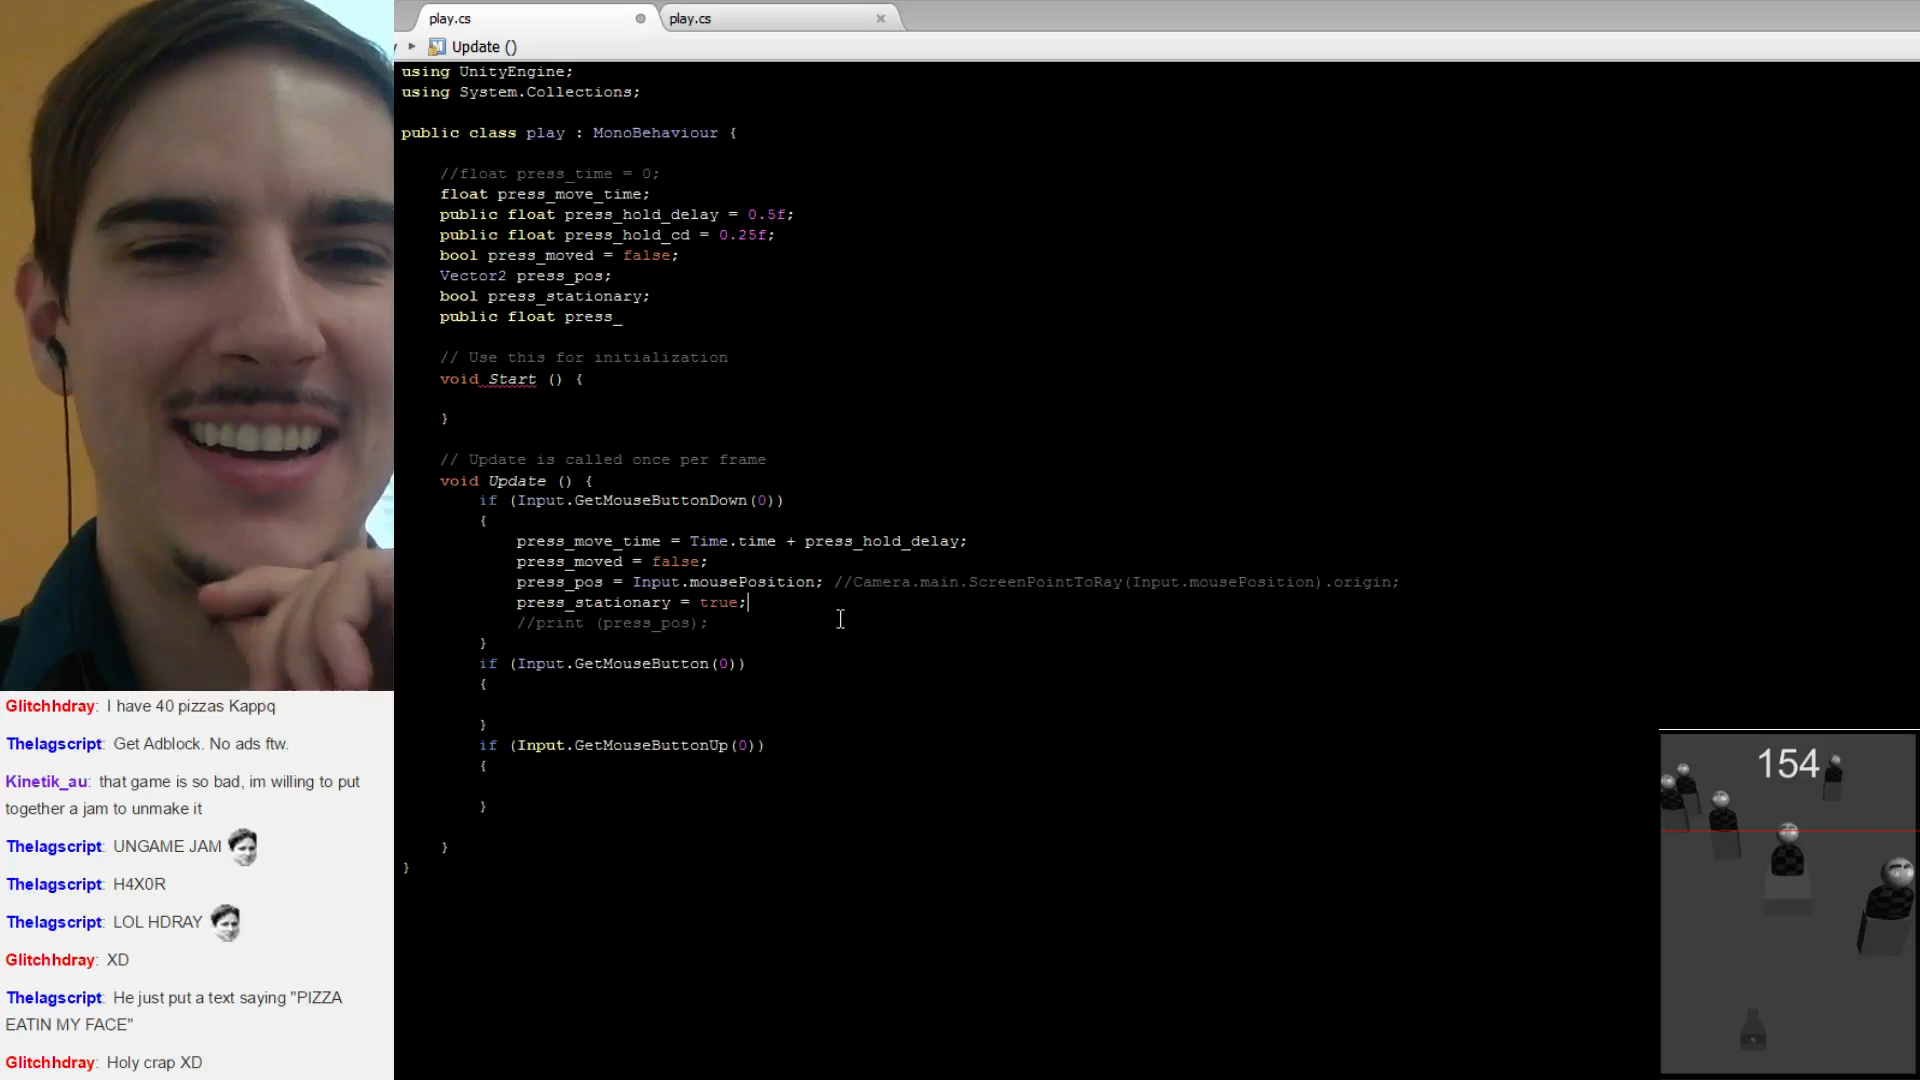 play.cs
play.cs
Update ()
using UnityEngine;
using System.Collections;
public class play : MonoBehaviour {
//float press_time = 0;
float press_move_time;
public float press_hold_delay = 0.5f;
public float press_hold_cd = 0.25f;
bool press_moved = false;
Vector2 press_pos;
bool press_stationary;
public float press_
// Use this for initialization
void Start () {
}
// Update is called once per frame
void Update () {
if (Input.GetMouseButtonDown(0))
{
press_move_time = Time.time + press_hold_delay;
press_moved = false;
press_pos = Input.mousePosition; //Camera.main.ScreenPointToRay(Input.mousePosition).origin;
press_stationary = true;
//print (press_pos);
}
if (Input.GetMouseButton(0))
{
}
if (Input.GetMouseButtonUp(0))
{
}
}
}
Glitchhdray: I have 40 pizzas Kappq
Thelagscript: Get Adblock. No ads ftw.
Kinetik_au: that game is so bad, im willing to put
together a jam to unmake it
Thelagscript: UNGAME JAM
Thelagscript: H4X0R
Thelagscript: LOL HDRAY
Glitchhdray: XD
Thelagscript: He just put a text saying "PIZZA
EATIN MY FACE"
Glitchhdray: Holy crap XD
154